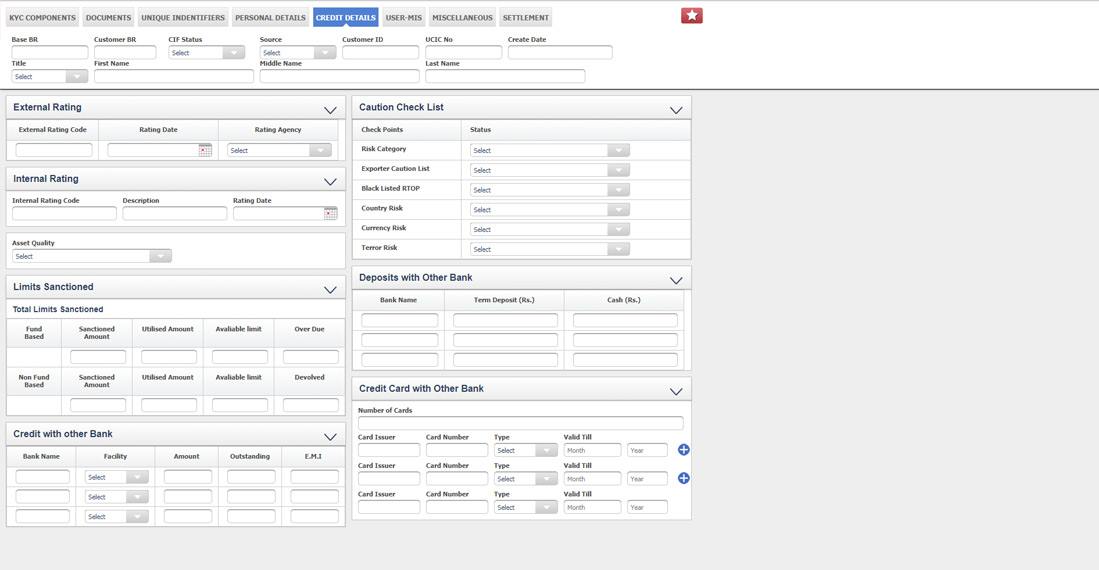 KYC COMPONENTS DOCUMENTS UNIQUE INDENTIFIERS PERSONAL DETAILS CREDIT DETAILS USER-MIS MISCELLANEOUS SETTLEMENT
Base BR Customer BR CIF Status Source Customer ID UCIC No Create Date
Select Select
Title First Name Middle Name Last Name
Select
External Rating
External Rating Code Rating Date Rating Agency
Select
Internal Rating
Internal Rating Code Description Rating Date
Asset Quality
Select
Limits Sanctioned
Total Limits Sanctioned
Fund Based Sanctioned Amount Utilised Amount Avaliable limit Over Due
Non Fund Based Sanctioned Amount Utilised Amount Avaliable limit Devolved
Credit with other Bank
Bank Name Facility Amount Outstanding E.M.I
Select
Select
Select
Caution Check List
Check Points Status
Risk Category Select
Exporter Caution List Select
Black Listed RTOP Select
Country Risk Select
Currency Risk Select
Terror Risk Select
Deposits with Other Bank
Bank Name Term Deposit (Rs.) Cash (Rs.)
Credit Card with Other Bank
Number of Cards
Card Issuer Card Number Type Valid Till
Select Month Year
Card Issuer Card Number Type Valid Till
Select Month Year
Card Issuer Card Number Type Valid Till
Select Month Year